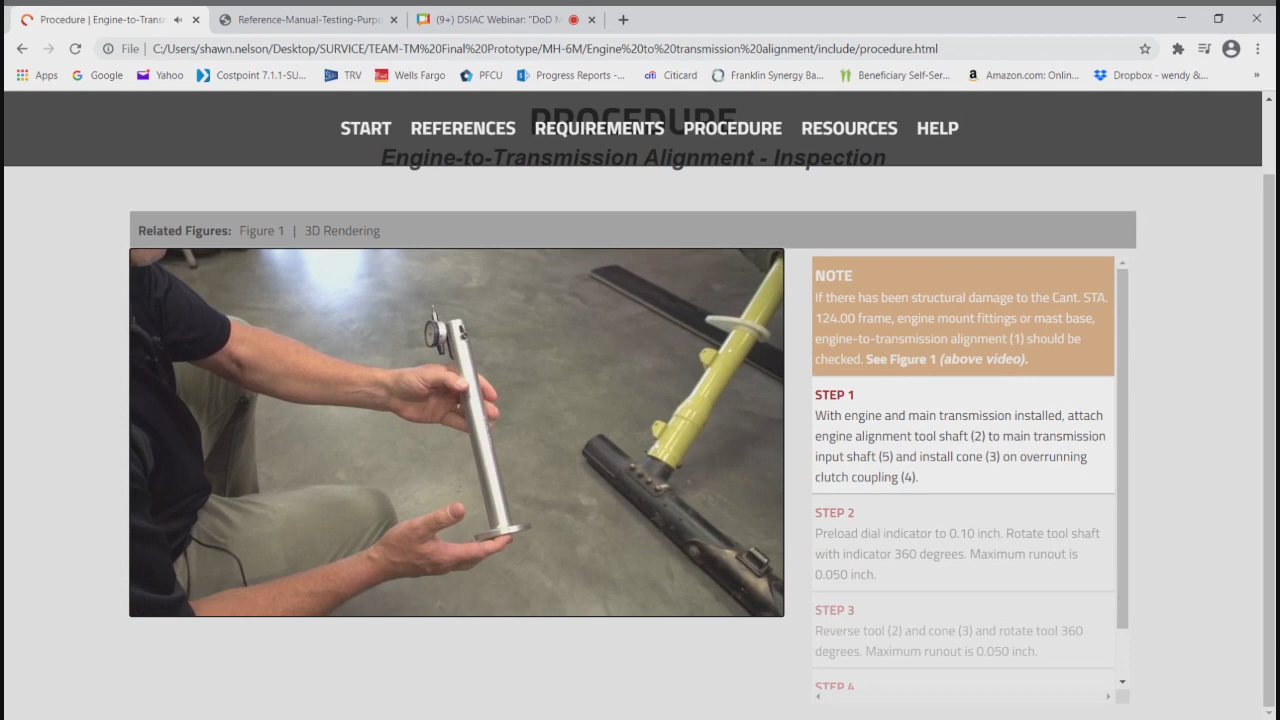 Procedure | Engine-to-Transm
Reference-Manual-Testing-Purpo
(9+) DSIAC Webinar: "DoD M
File | C:/Users/shawn.nelson/Desktop/SURVICE/TEAM-TM%20Final%20Prototype/MH-6M/Engine%20to%20transmission%20alignment/include/procedure.html
Apps
Google
Yahoo
Costpoint 7.1.1-SU...
TRV
Wells Fargo
PFCU
Progress Reports -...
citi Citicard
Franklin Synergy Ba...
Beneficiary Self-Ser...
Amazon.com: Onlin...
Dropbox - wendy &...
»
PROCEDURE
START REFERENCES REQUIREMENTS PROCEDURE RESOURCES HELP
Engine-to-Transmission Alignment - Inspection
Related Figures: Figure 1 | 3D Rendering
NOTE
If there has been structural damage to the Cant. STA.
124.00 frame, engine mount fittings or mast base,
engine-to-transmission alignment (1) should be
checked. See Figure 1 (above video).
STEP 1
With engine and main transmission installed, attach
engine alignment tool shaft (2) to main transmission
input shaft (5) and install cone (3) on overrunning
clutch coupling (4).
STEP 2
Preload dial indicator to 0.10 inch. Rotate tool shaft
with indicator 360 degrees. Maximum runout is
0.050 inch.
STEP 3
Reverse tool (2) and cone (3) and rotate tool 360
degrees. Maximum runout is 0.050 inch.
STEP 4